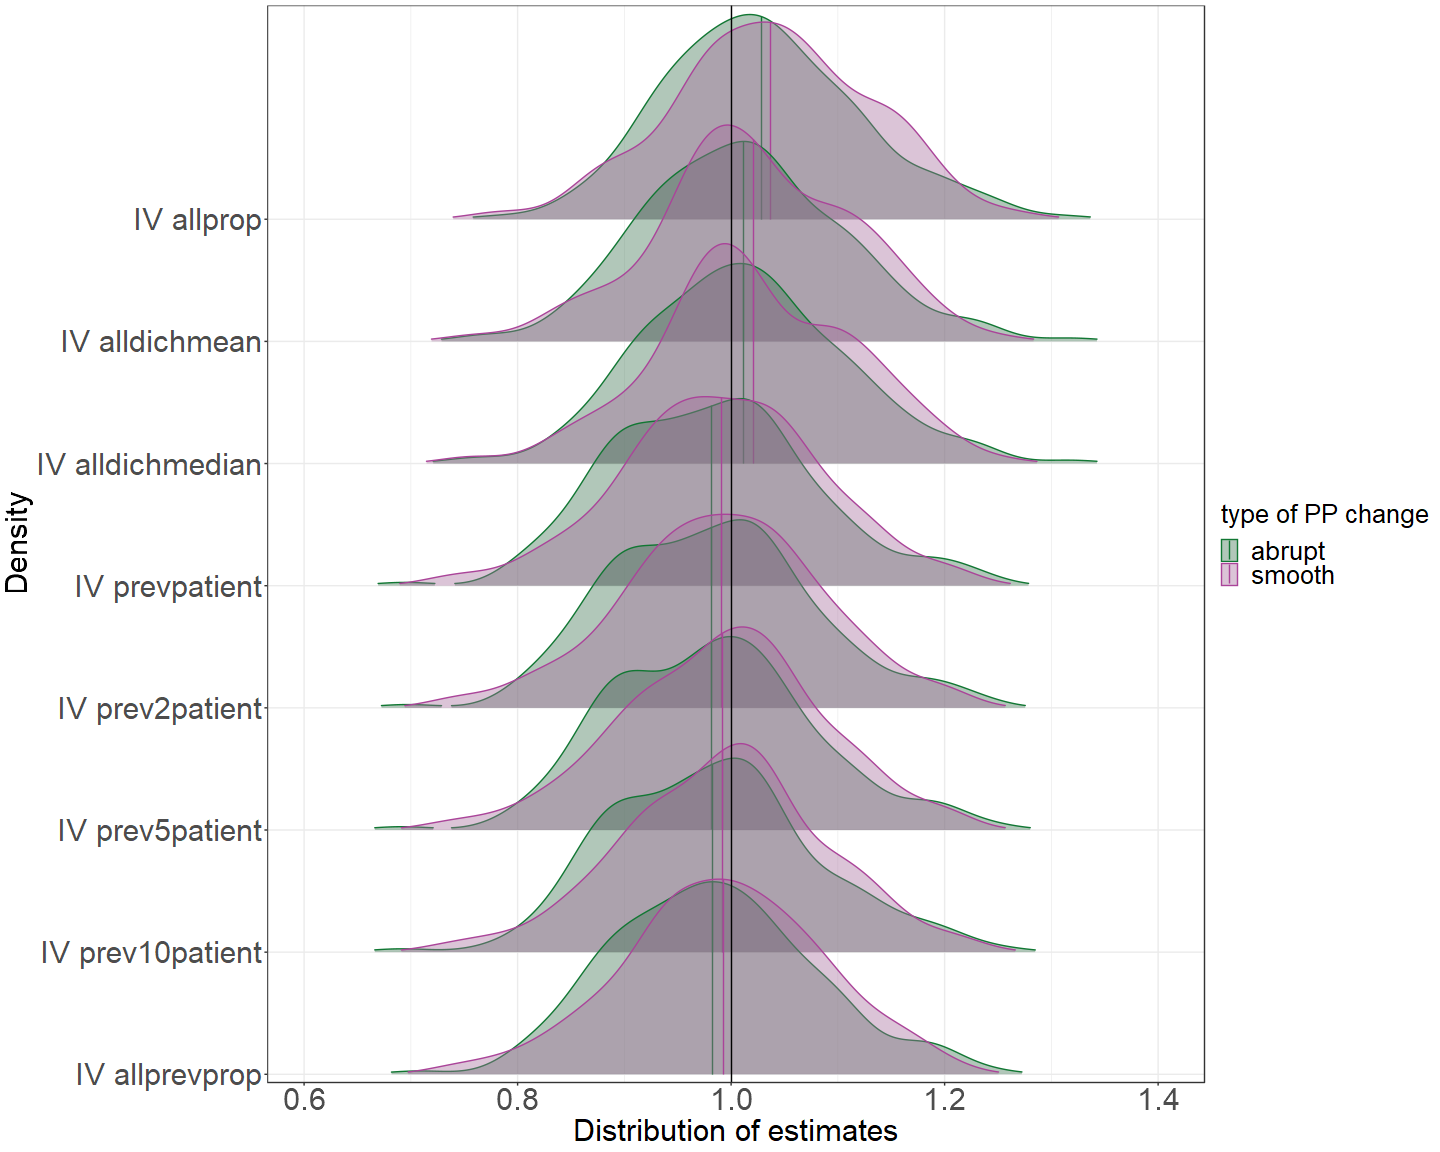 IV allprop
IV alldichmean
IV alldichmedian
IV prevpatient
IV prev2patient
IV prev5patient
IV prev10patient
IV allprevprop
Density
0.6 0.8 1.0 1.2 1.4
Distribution of estimates
type of PP change
abrupt
smooth